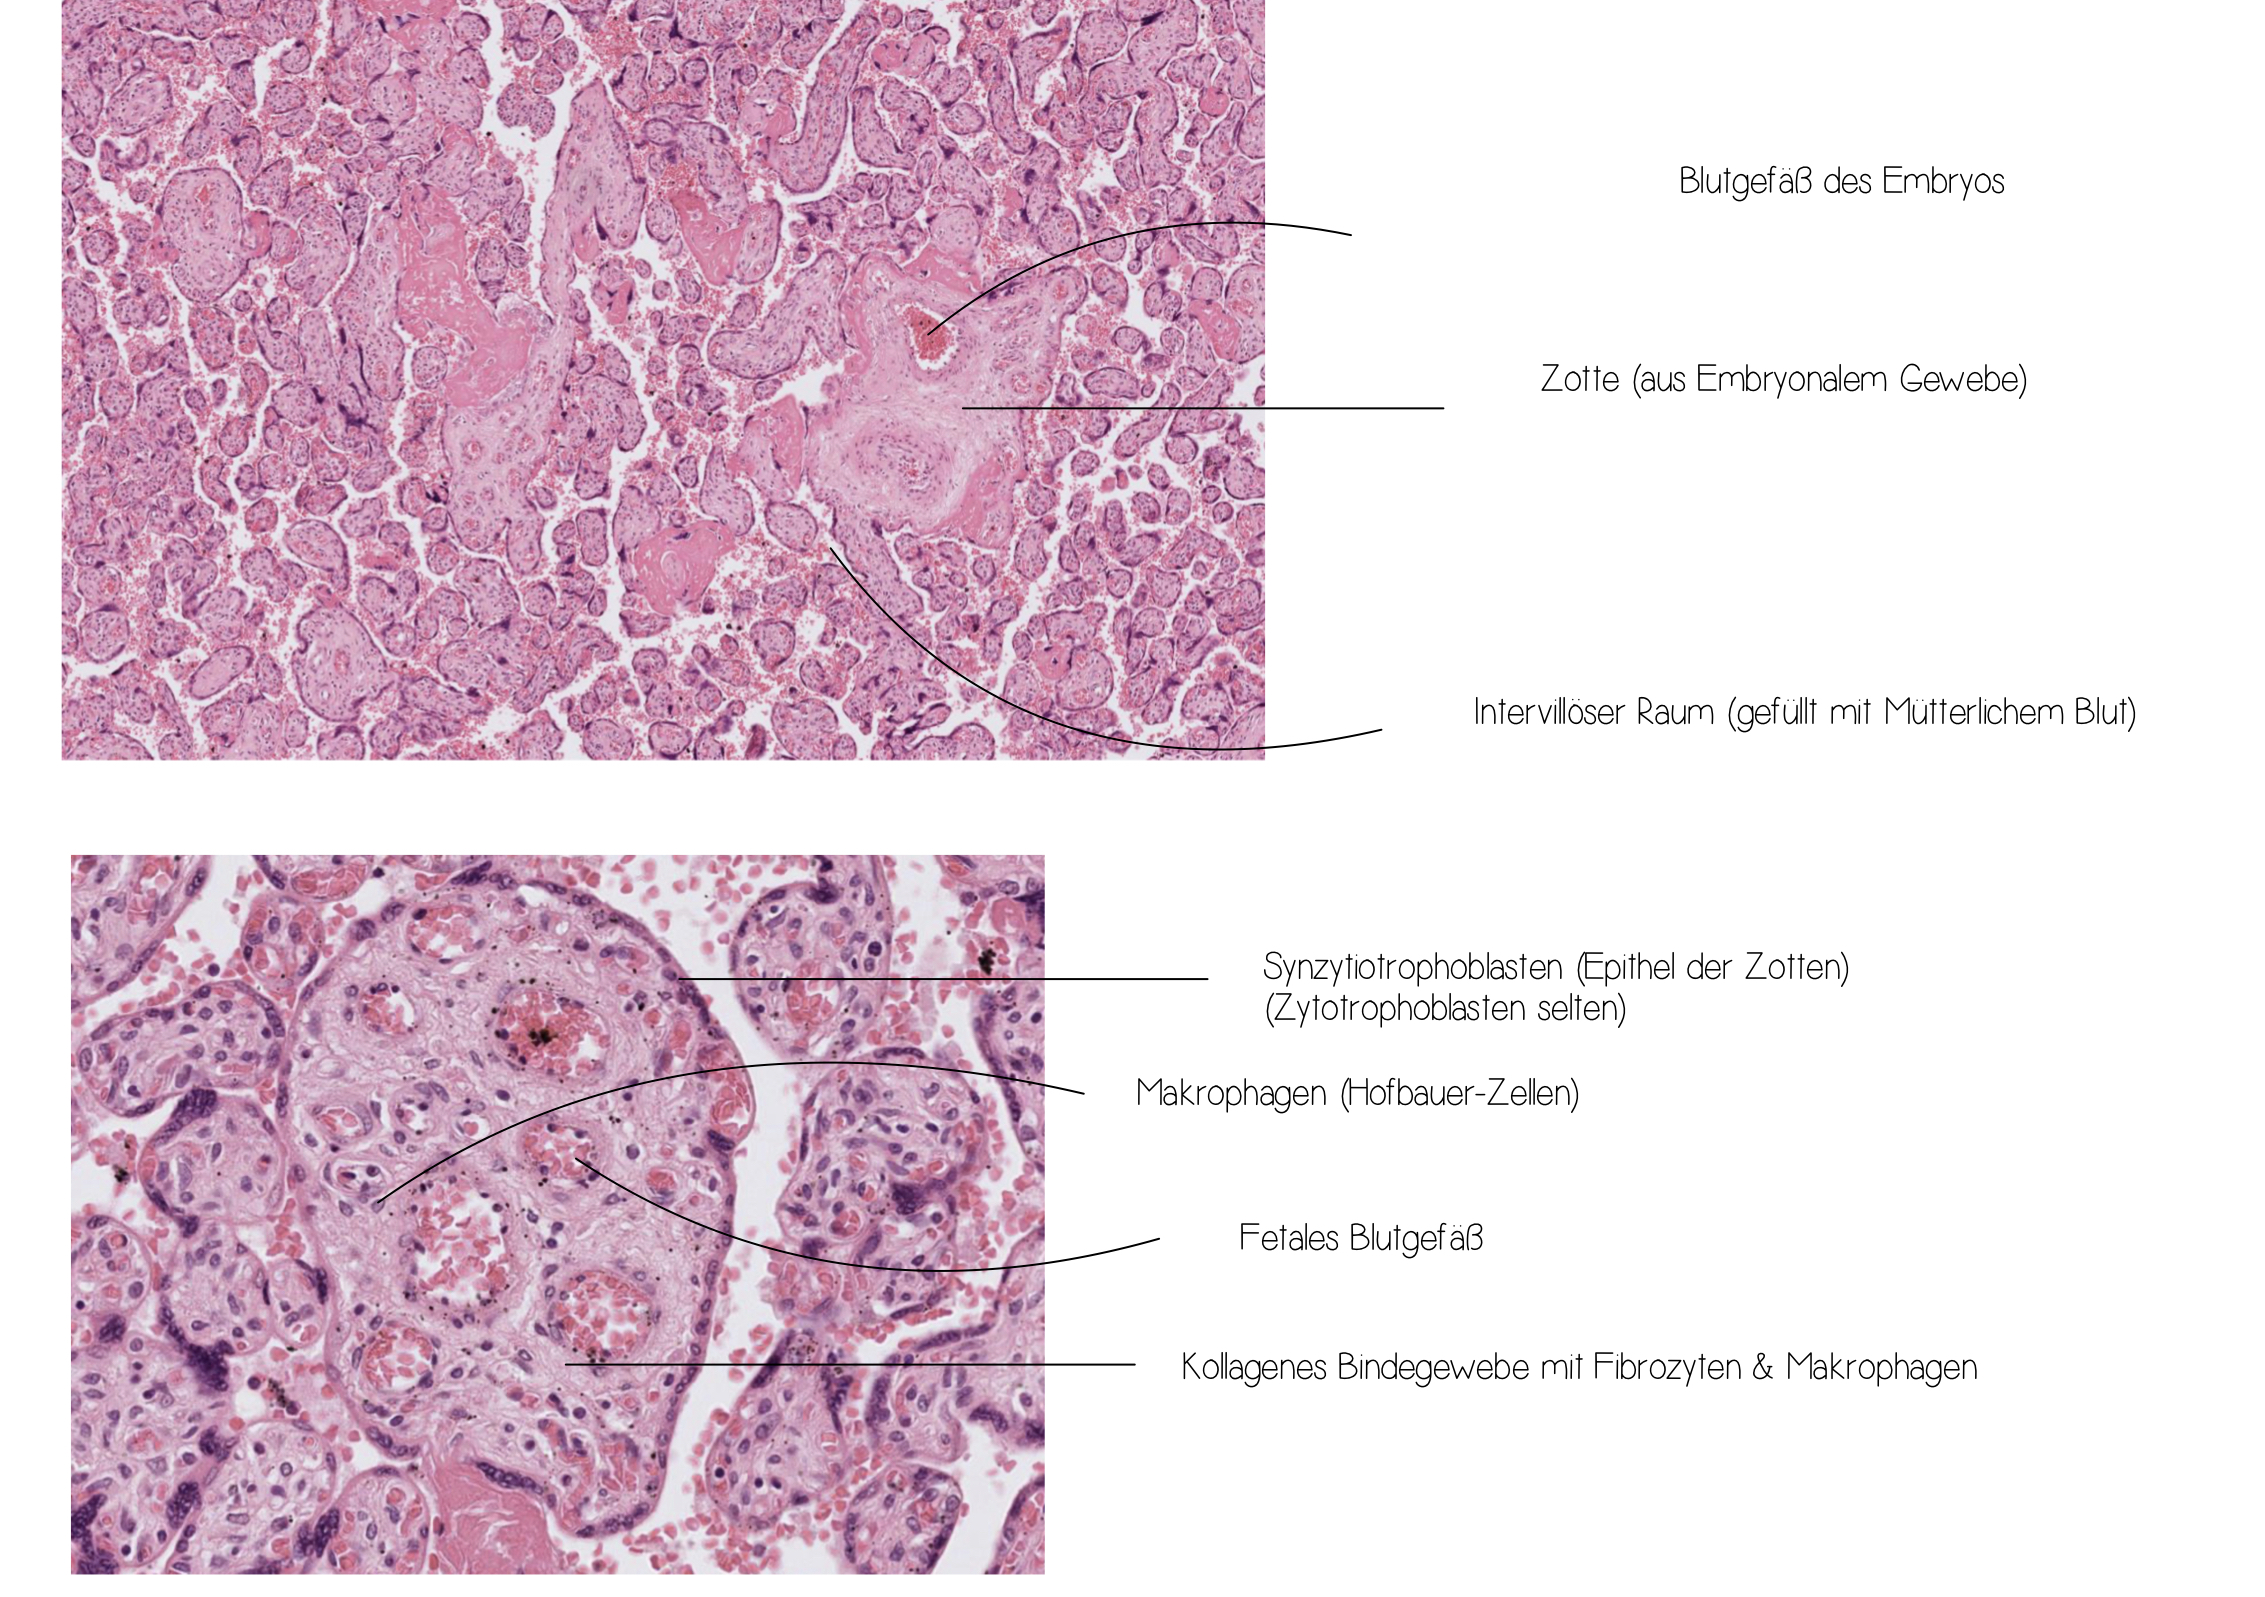 Blutgefäß des Embryos
Zotte (aus Embryonalem Gewebe)
Intervillöser Raum (gefüllt mit Mütterlichem Blut)
Synzytiotrophoblasten (Epithel der Zotten)
(Zytotrophoblasten selten)
Makrophagen (Hofbauer-Zellen)
Fetales Blutgefäß
Kollagenes Bindegewebe mit Fibrozyten & Makrophagen